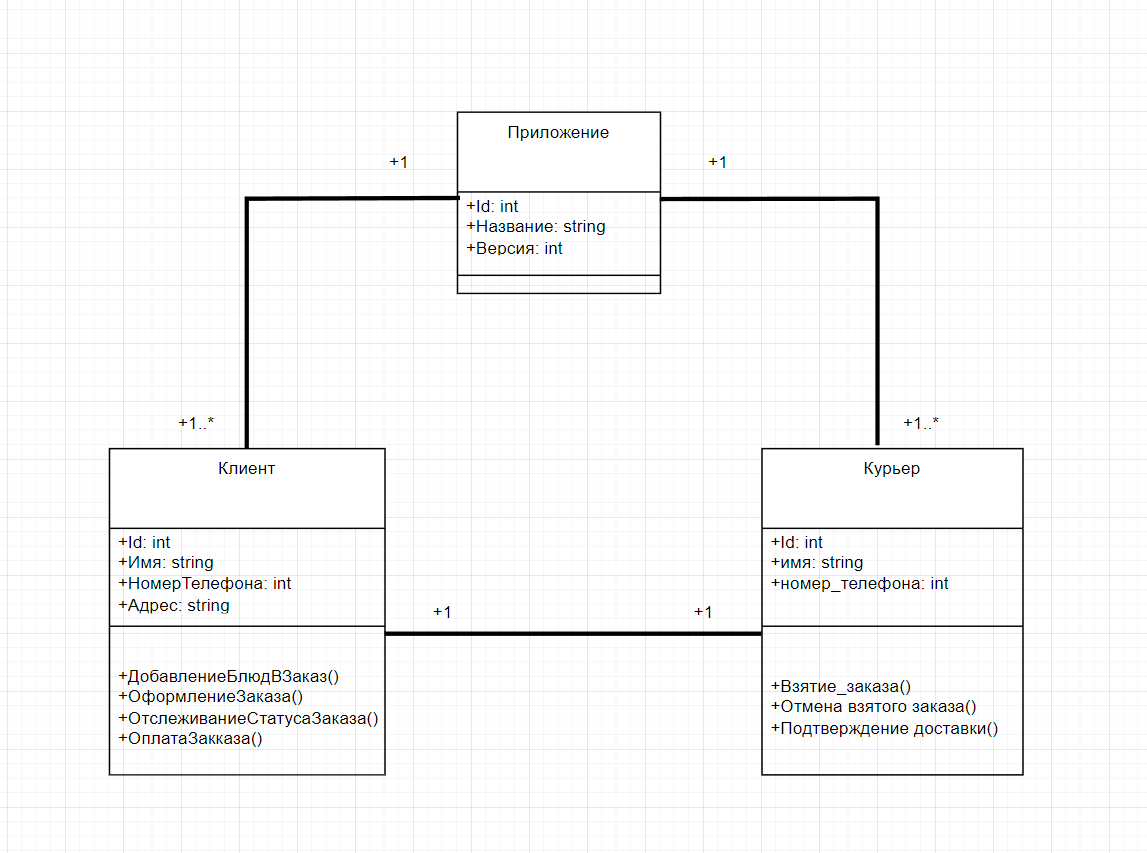 Приложение
+1
+1
+Id: int
+Название: string
+Версия: int
+1..*
+1..*
Клиент
+Id: int
+Имя: string
+НомерТелефона: int
+Адрес: string
+ДобавлениеБлюдВЗаказ()
+ОформлениеЗаказа()
+ОтслеживаниеСтатусаЗаказа()
+ОплатаЗакказа()
+1
+1
Курьер
+Id: int
+имя: string
+номер_телефона: int
+Взятие_заказа()
+Отмена взятого заказа()
+Подтверждение доставки()